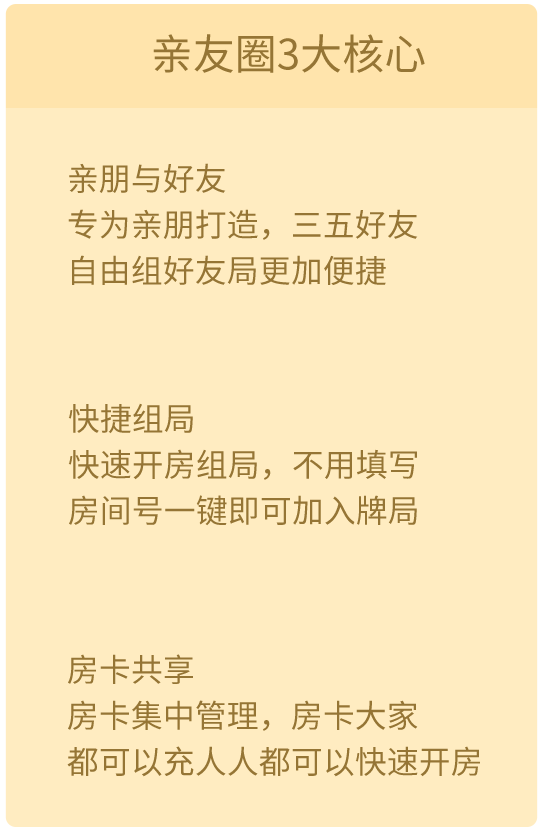 亲友圈3大核心
亲朋与好友
专为亲朋打造，三五好友
自由组好友局更加便捷
快捷组局
快速开房组局，不用填写
房间号一键即可加入牌局
房卡共享
房卡集中管理，房卡大家
都可以充人人都可以快速开房